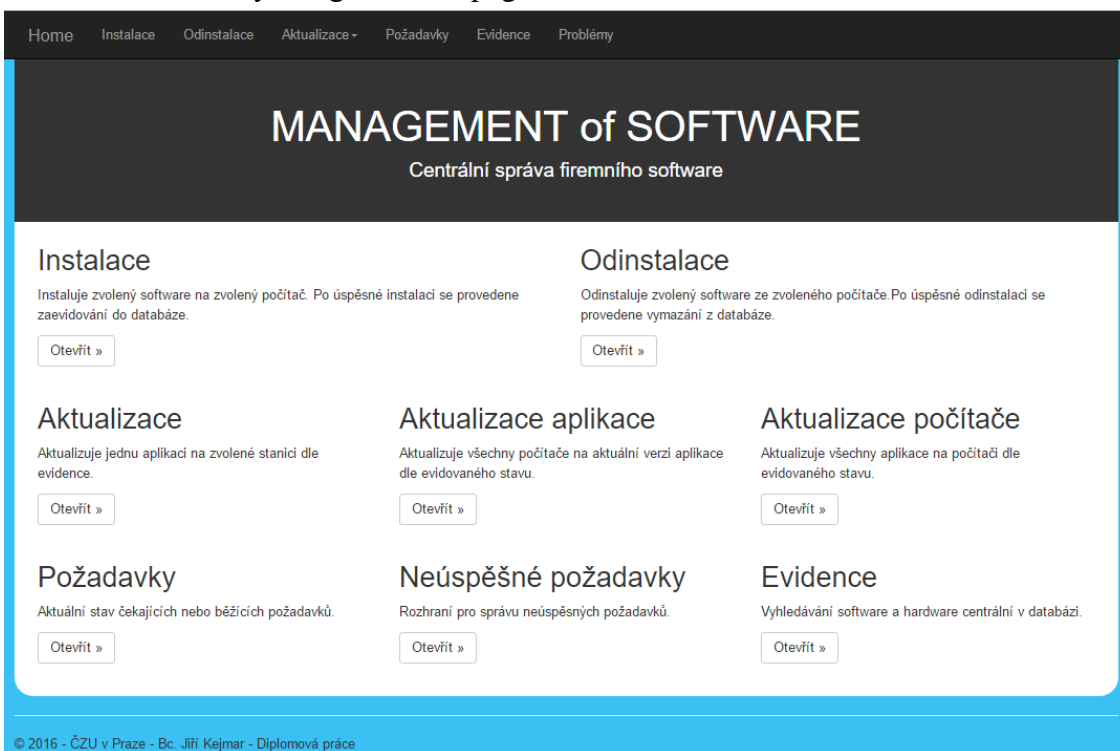 Home Instalace Odinstalace Aktualizace Požadavky Evidence Problémy
MANAGEMENT of SOFTWARE
Centrální správa firemního software
Instalace
Instaluje zvolený software na zvolený počítač. Po úspěsné instalaci se provedene
zaevidování do databáze.
Otevřít »
Odinstalace
Odinstaluje zvolený software ze zvoleného počítače.Po úspěsné odinstalaci se
provedene vymazání z databáze.
Otevřít »
Aktualizace
Aktualizuje jednu aplikaci na zvolené stanici dle
evidence.
Otevřít »
Aktualizace aplikace
Aktualizuje všechny počítače na aktuální verzi aplikace
dle evidovaného stavu.
Otevřít »
Aktualizace počítače
Aktualizuje všechny aplikace na počítači dle
evidovaného stavu.
Otevřít »
Požadavky
Aktuální stav čekajících nebo běžících požadavků.
Otevřít »
Neúspěšné požadavky
Rozhraní pro správu neúspěsných požadavků.
Otevřít »
Evidence
Vyhledávání software a hardware centrální v databázi.
Otevřít »
© 2016 - ČZU v Praze - Bc. Jiří Kejmar - Diplomová práce